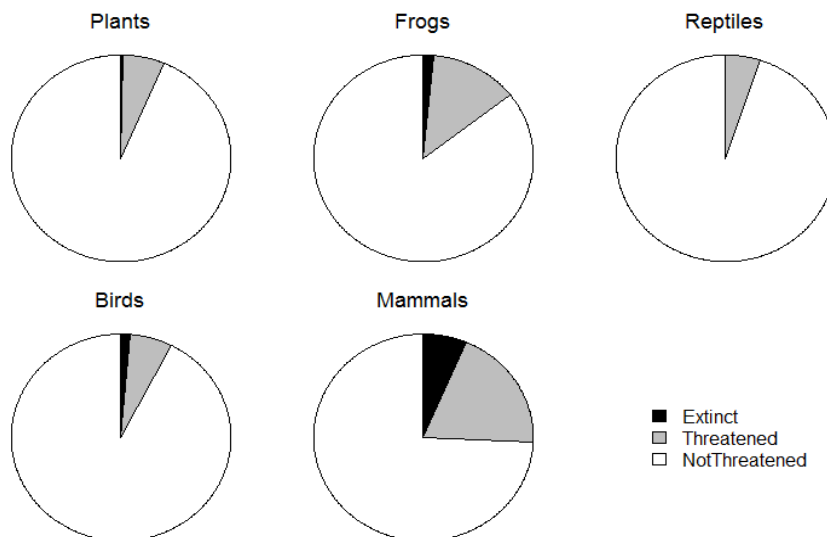 Plants
Frogs
Reptiles
Birds
Mammals
Extinct
Threatened
NotThreatened